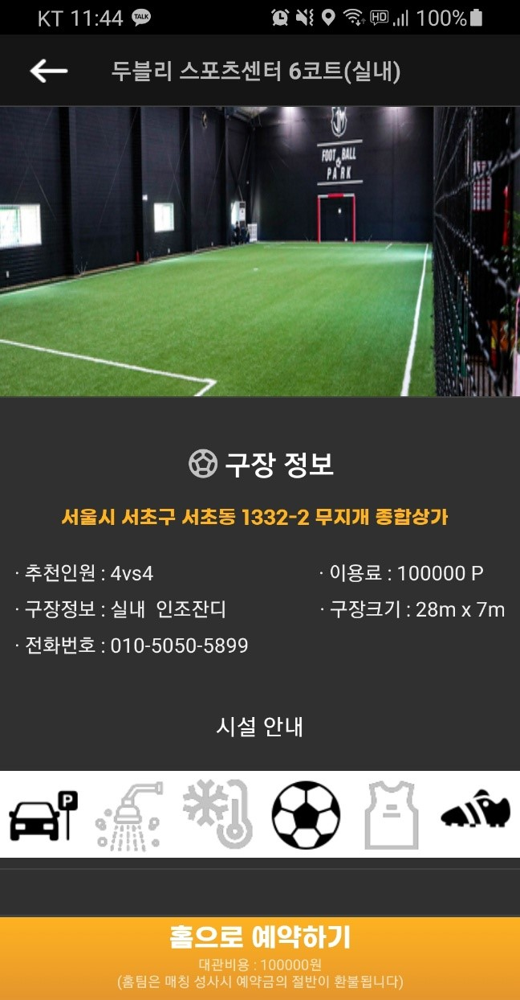 KT 11:44 TALK HD 100%
두블리 스포츠센터 6코트(실내)
JM
FOOT BALL
PARK
구장 정보
서울시 서초구 서초동 1332-2 무지개 종합상가
· 추천인원 : 4vs4
· 이용료 : 100000 P
· 구장정보 : 실내 인조잔디
· 구장크기 : 28m x 7m
· 전화번호 : 010-5050-5899
시설 안내
P
홈으로 예약하기
대관비용 : 100000원
(홈팀은 매칭 성사시 예약금의 절반이 환불됩니다)